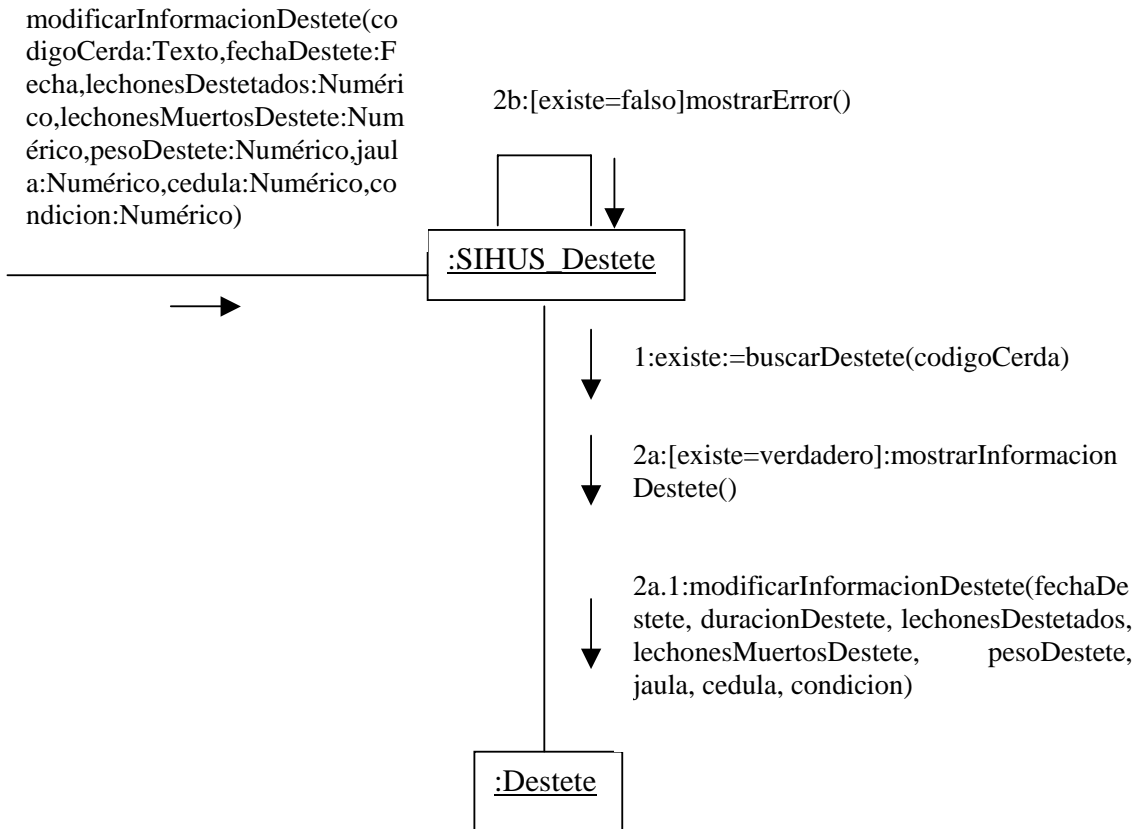 modificarInformacionDestete(co
digoCerda:Texto,fechaDestete:F
echa,lechonesDestetados:Numéri
co,lechonesMuertosDestete:Num
érico,pesoDestete:Numérico,jaul
a:Numérico,cedula:Numérico,co
ndicion:Numérico)
2b:[existe=falso]mostrarError()
:SIHUS_Destete
1:existe:=buscarDestete(codigoCerda)
2a:[existe=verdadero]:mostrarInformacion
Destete()
2a.1:modificarInformacionDestete(fechaDe
stete, duracionDestete, lechonesDestetados,
lechonesMuertosDestete, pesoDestete,
jaula, cedula, condicion)
:Destete